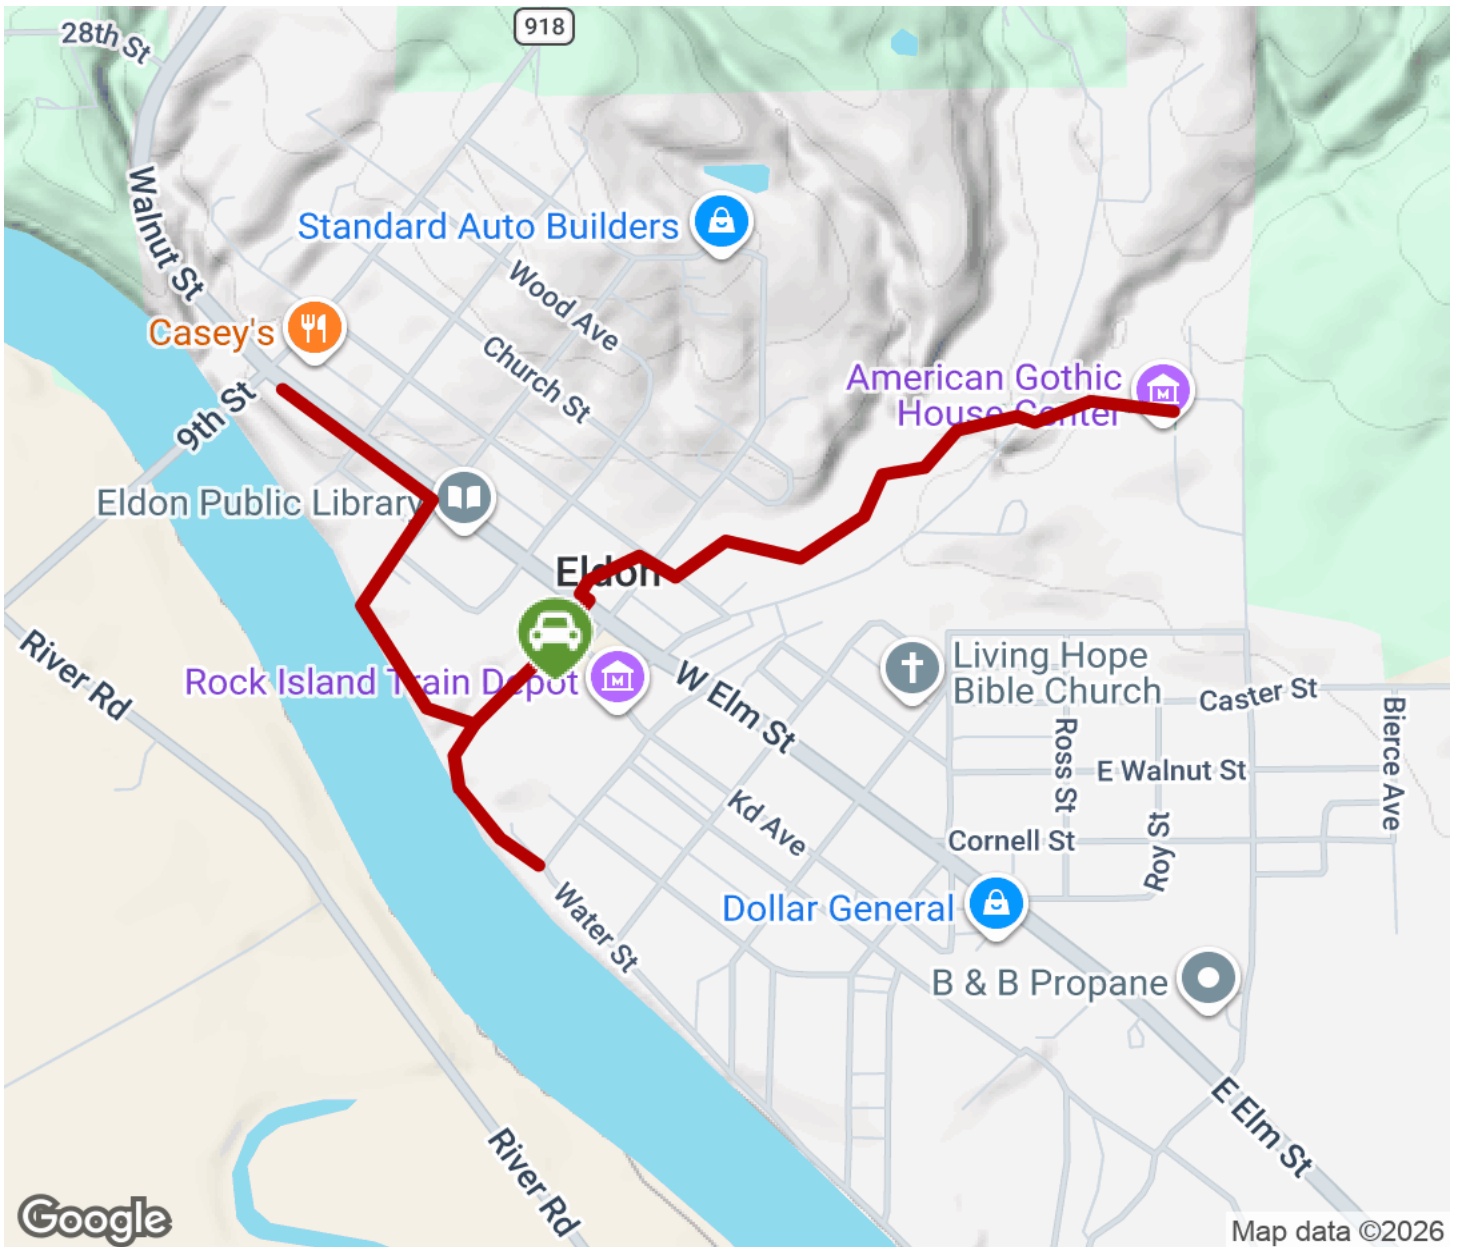 918
28th St
Walnut St
Standard Auto Builders
Wood Ave
Casey's
Church St
American Gothic
House Center
9th St
Eldon Public Library
Eldon
River Rd
Rock Island Train Depot
W Elm St
Living Hope
Bible Church
Caster St
Bierce Ave
Ross St
E Walnut St
Kd Ave
Cornell St
Roy St
Dollar General
Water St
B & B Propane
E Elm St
River Rd
Google
Map data ©2026